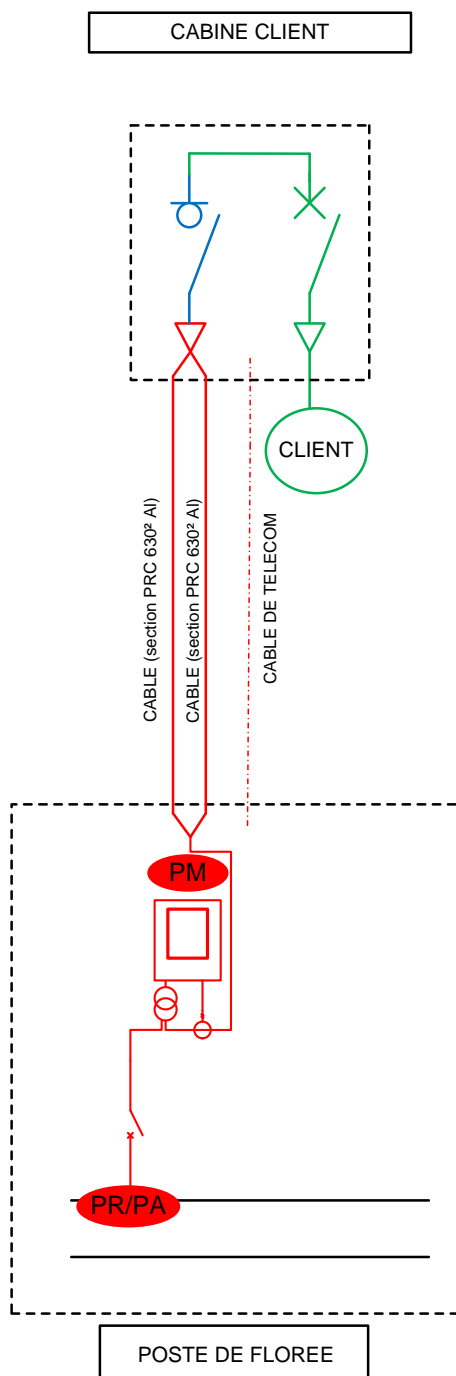 CABINE CLIENT
CLIENT
CABLE (section PRC 630² Al)
CABLE (section PRC 630² Al)
CABLE DE TELECOM
PM
PR/PA
POSTE DE FLOREE